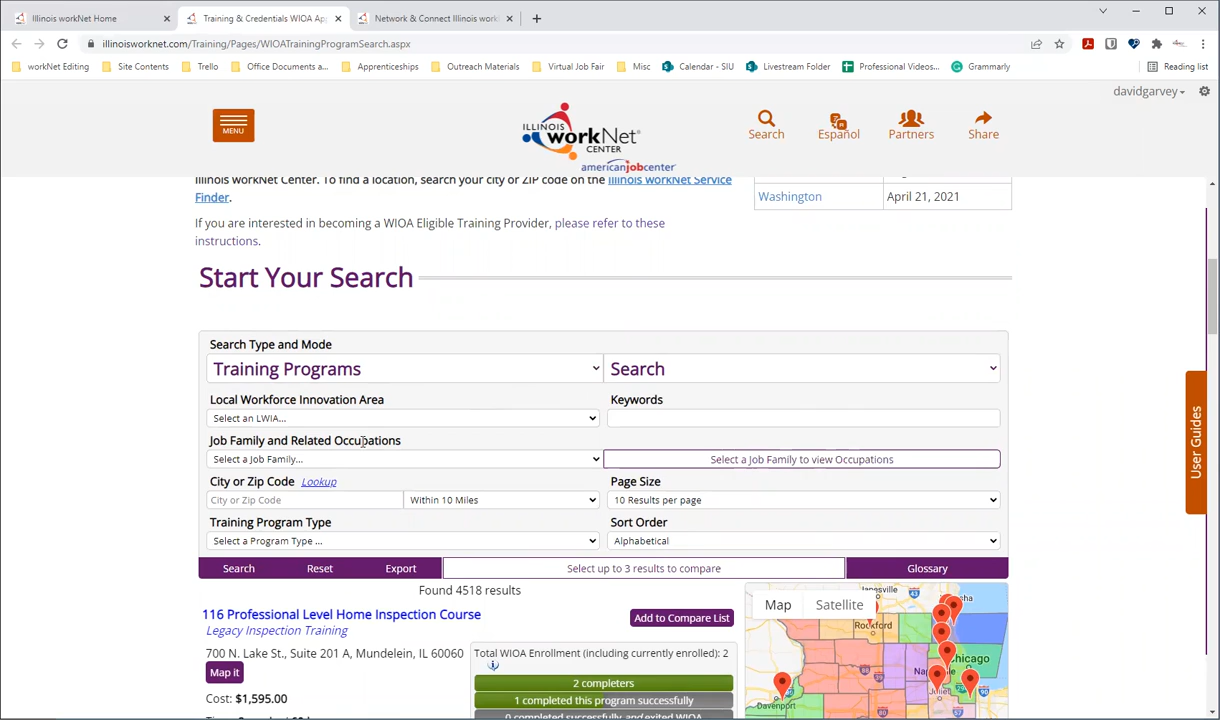 Illinois workNet Home
Training & Credentials WIOA Ap
Network & Connect Illinois work
illinoisworknet.com/Training/Pages/WIOATrainingProgramSearch.aspx
workNet Editing
Site Contents
Trello
Office Documents a...
Apprenticeships
Outreach Materials
Virtual Job Fair
Misc
Calendar - SIU
Livestream Folder
Professional Videos...
Grammarly
Reading list
davidgarvey
MENU
ILLINOIS
workNet®
CENTER
americanjobcenter™
Search
Español
Partners
Share
Illinois workNet Center. To find a location, search your city or ZIP code on the Illinois workNet Service
Finder.
Washington
April 21, 2021
If you are interested in becoming a WIOA Eligible Training Provider, please refer to these
instructions.
Start Your Search
Search Type and Mode
Training Programs
Search
Local Workforce Innovation Area
Keywords
Select an LWIA...
Job Family and Related Occupations
Select a Job Family...
Select a Job Family to view Occupations
City or Zip Code Lookup
Page Size
City or Zip Code
Within 10 Miles
10 Results per page
Training Program Type
Sort Order
Select a Program Type ...
Alphabetical
Search
Reset
Export
Select up to 3 results to compare
Glossary
User Guides
Found 4518 results
116 Professional Level Home Inspection Course
Add to Compare List
Legacy Inspection Training
700 N. Lake St., Suite 201 A, Mundelein, IL 60060
Map it
Cost: $1,595.00
Total WIOA Enrollment (including currently enrolled): 2
2 completers
1 completed this program successfully
0 completed successfully and exited WIOA
Map
Satellite
Janesville
Rockford
Chicago
Joliet
Davenport